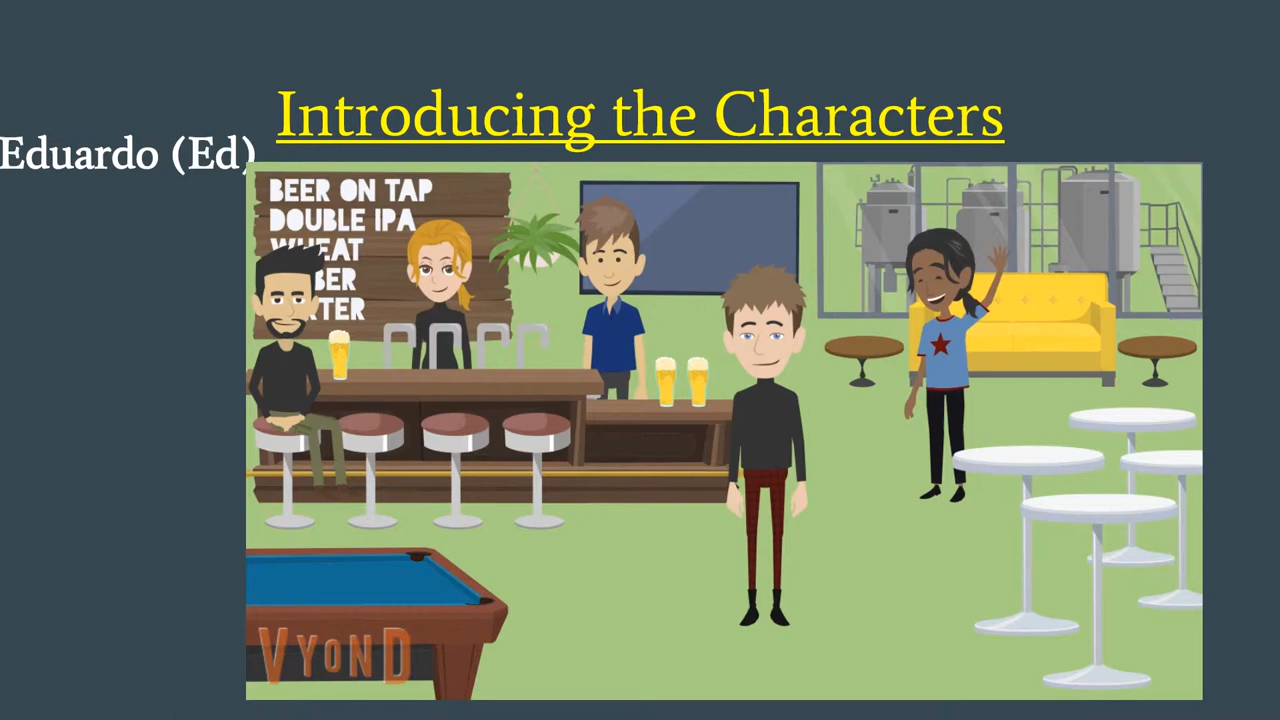 Introducing the Characters
Eduardo (Ed)
BEER ON TAP
DOUBLE IPA
VYOND